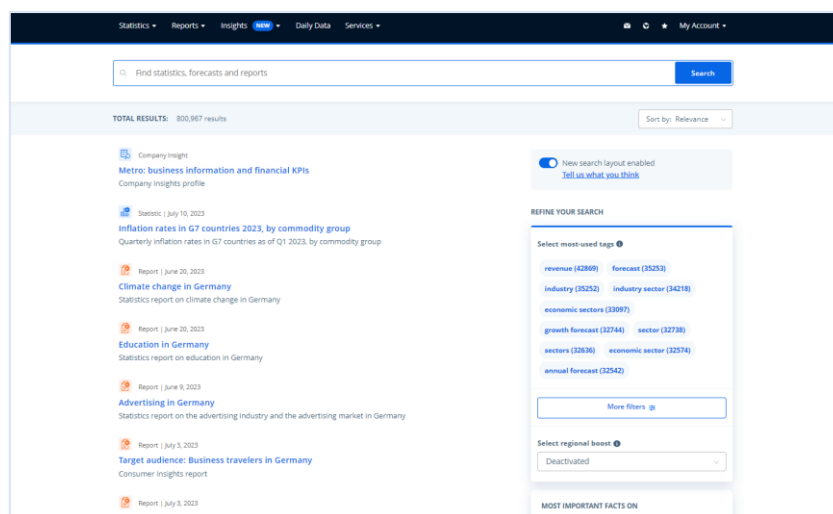 Statistics Reports Insights NEW Daily Data Services My Account
Find statistics, forecasts and reports Search
TOTAL RESULTS: 800,967 results Sort by: Relevance
Company Insight
Metro: business information and financial KPIs
Company Insights profile
Statistic | July 10, 2023
Inflation rates in G7 countries 2023, by commodity group
Quarterly inflation rates in G7 countries as of Q1 2023, by commodity group
Report | June 20, 2023
Climate change in Germany
Statistics report on climate change in Germany
Report | June 20, 2023
Education in Germany
Statistics report on education in Germany
Report | June 9, 2023
Advertising in Germany
Statistics report on the advertising industry and the advertising market in Germany
Report | July 3, 2023
Target audience: Business travelers in Germany
Consumer Insights report
Report | July 3, 2023
New search layout enabled
Tell us what you think
REFINE YOUR SEARCH
Select most-used tags
revenue (42869) forecast (35253)
industry (35252) industry sector (34218)
economic sectors (33097)
growth forecast (32744) sector (32738)
sectors (32636) economic sector (32574)
annual forecast (32542)
More filters
Select regional boost
Deactivated
MOST IMPORTANT FACTS ON